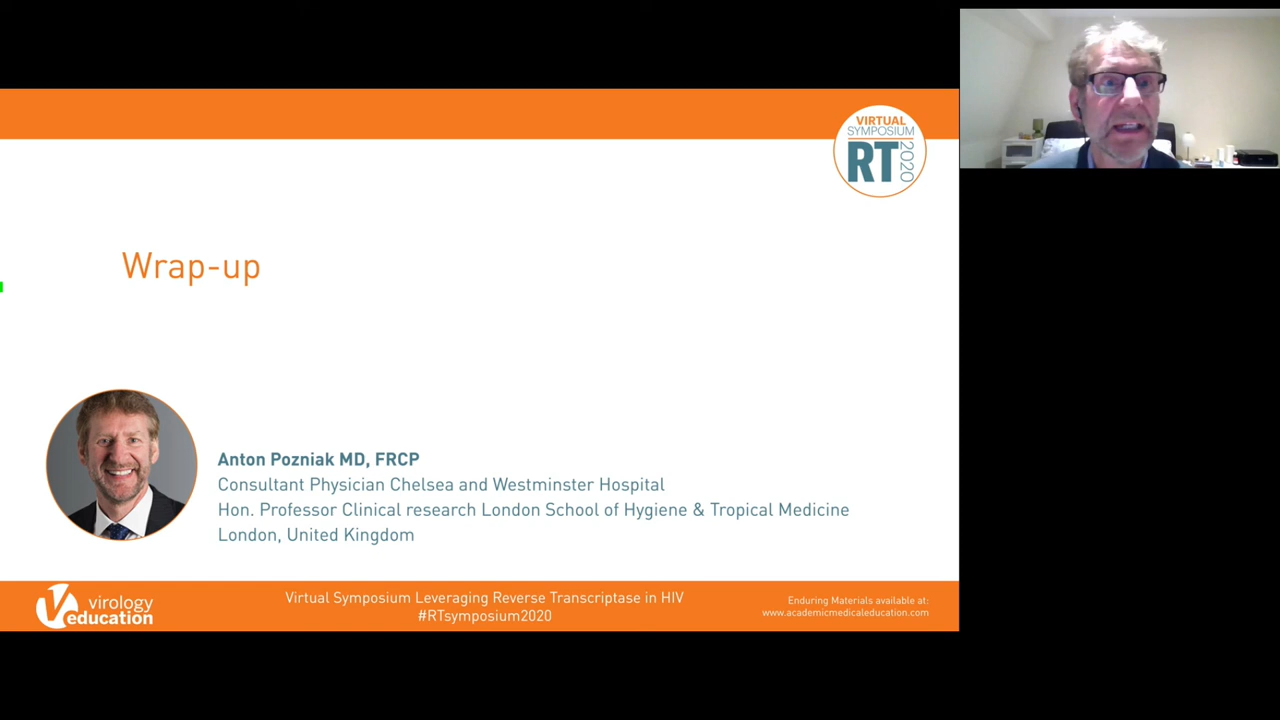 VIRTUAL
SYMPOSIUM
RT 2020
Wrap-up
Anton Pozniak MD, FRCP
Consultant Physician Chelsea and Westminster Hospital
Hon. Professor Clinical research London School of Hygiene & Tropical Medicine
London, United Kingdom
virology
education
Virtual Symposium Leveraging Reverse Transcriptase in HIV
#RTsymposium2020
Enduring Materials available at:
www.academicmedicaleducation.com